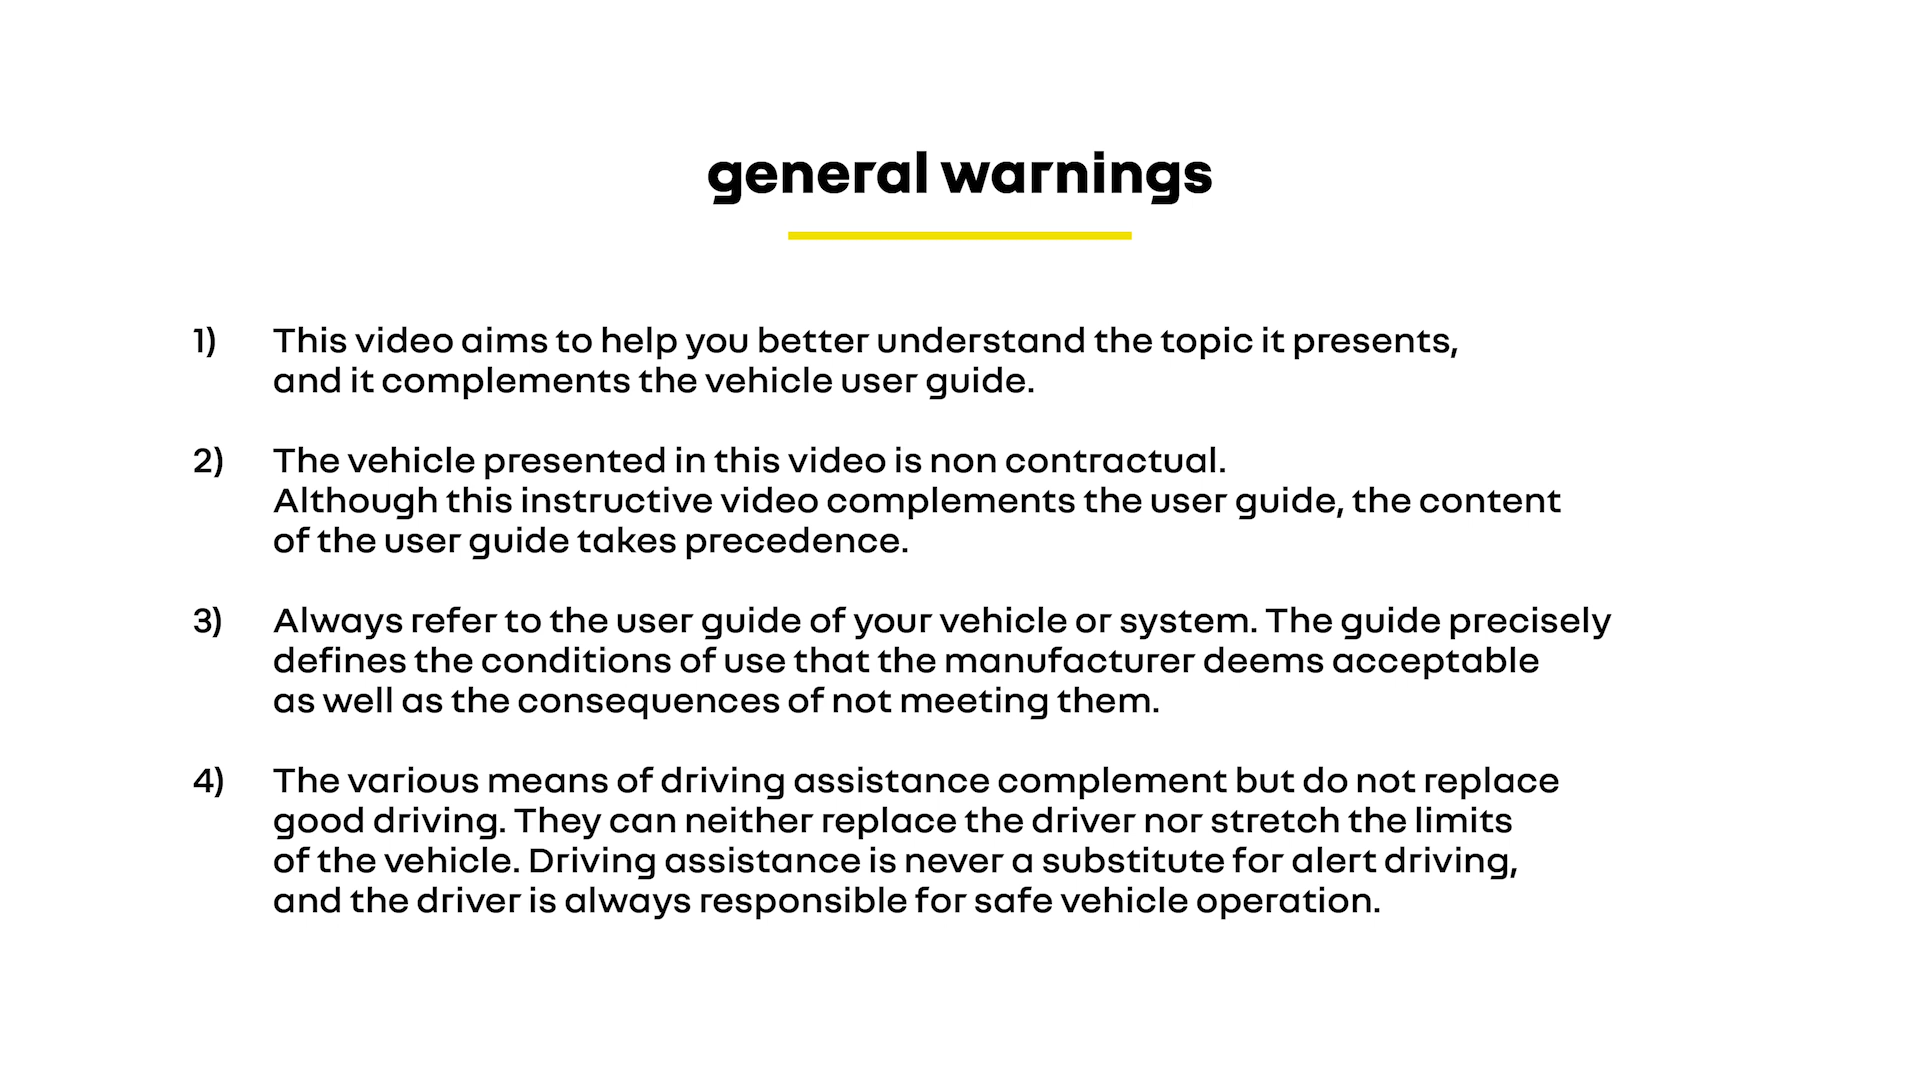 general warnings
1) This video aims to help you better understand the topic it presents,
and it complements the vehicle user guide.
2) The vehicle presented in this video is non contractual.
Although this instructive video complements the user guide, the content
of the user guide takes precedence.
3) Always refer to the user guide of your vehicle or system. The guide precisely
defines the conditions of use that the manufacturer deems acceptable
as well as the consequences of not meeting them.
4) The various means of driving assistance complement but do not replace
good driving. They can neither replace the driver nor stretch the limits
of the vehicle. Driving assistance is never a substitute for alert driving,
and the driver is always responsible for safe vehicle operation.